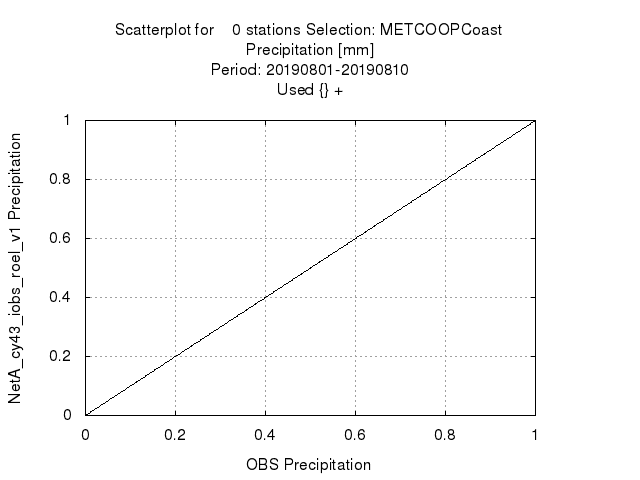 Scatterplot for    0 stations Selection: METCOOPCoast
Precipitation [mm]
Period: 20190801-20190810
Used {} +
1
0.8
0.6
0.4
0.2
0
NetA_cy43_iobs_roel_v1 Precipitation
0 0.2 0.4 0.6 0.8 1
OBS Precipitation